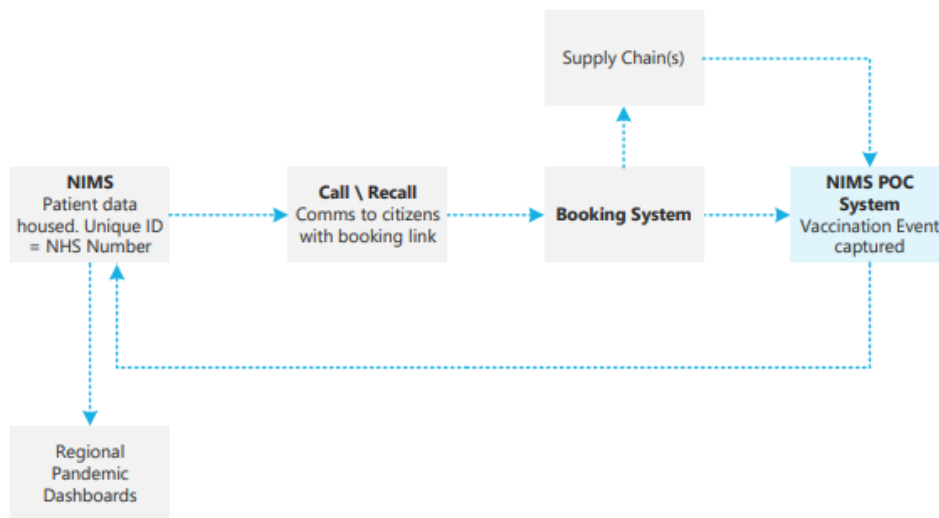 Supply Chain(s)
NIMS
Patient data
housed. Unique ID
= NHS Number
Call \ Recall
Comms to citizens
with booking link
Booking System
NIMS POC
System
Vaccination Event
captured
Regional
Pandemic
Dashboards